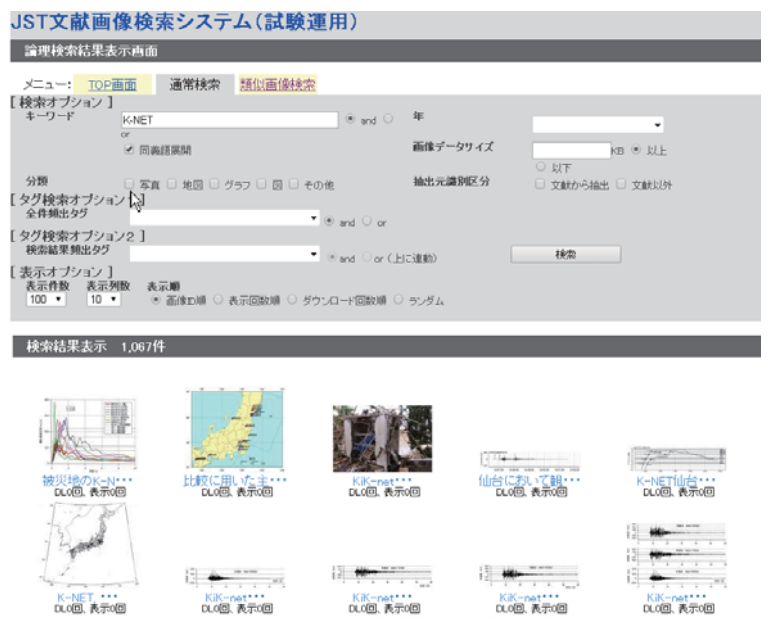 JST文献画像検索システム(試験運用)
論理検索結果表示画面
メニュー: TOP画面 通常検索 類似画像検索
[ 検索オプション ]
キーワード K-NET and 年
or
同義語展開 画像データサイズ KB 以上
以下
分類 写真 地図 グラフ 図 その他 抽出元識別区分 文献から抽出 文献以外
[ タグ検索オプション ]
全件頻出タグ and or
[ タグ検索オプション2 ]
検索結果頻出タグ and or(上に連動) 検索
[ 表示オプション ]
表示件数 表示列数 表示順
100 10 画像ID順 表示回数順 ダウンロード回数順 ランダム
検索結果表示 1,067件
被災地のK-N••• 比較に用いた主••• KiK-net••• 仙台において観••• K-NET仙台•••
DL0回、表示0回 DL0回、表示0回 DL0回、表示0回 DL0回、表示0回 DL0回、表示0回
K-NET, ••• KiK-net••• KiK-net••• KiK-net••• KiK-net•••
DL0回、表示0回 DL0回、表示0回 DL0回、表示0回 DL0回、表示0回 DL0回、表示0回